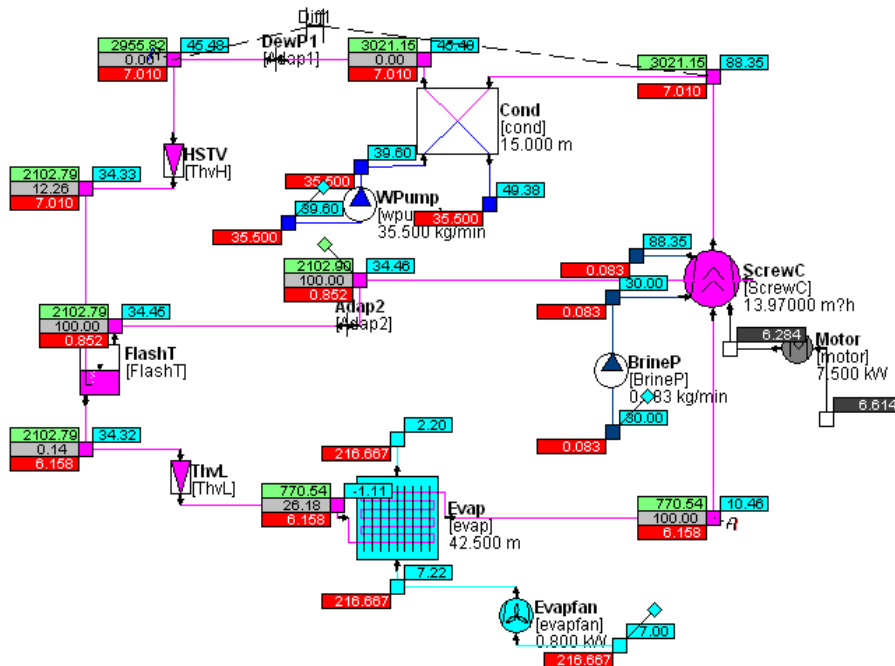 Diff1
2955.82 45.48
0.00
7.010
DewP1
[Adap1]
3021.15 45.48
0.00
7.010
3021.15 88.35
7.010
Cond
[cond]
15.000 m
HSTV
[ThvH]
39.60
49.38
35.500
35.500
WPump
35.500 kg/min
39.60
35.500
2102.79 34.33
12.26
7.010
2102.90 34.46
100.00
0.852
Adap2
[Adap2]
88.35
0.083
30.00
0.083
ScrewC
[ScrewC]
13.97000 m?h
2102.79 34.45
100.00
0.852
FlashT
[FlashT]
6.284
Motor
[motor]
7.500 kW
6.614
BrineP
[BrineP]
kg/min
30.00
0.083
2102.79 34.32
0.14
6.158
ThvL
[ThvL]
2.20
216.667
770.54 -1.11
26.18
6.158
Evap
[evap]
42.500 m
770.54 10.46
100.00
6.158
7.22
216.667
Evapfan
[evapfan]
0.800 kW
7.00
216.667